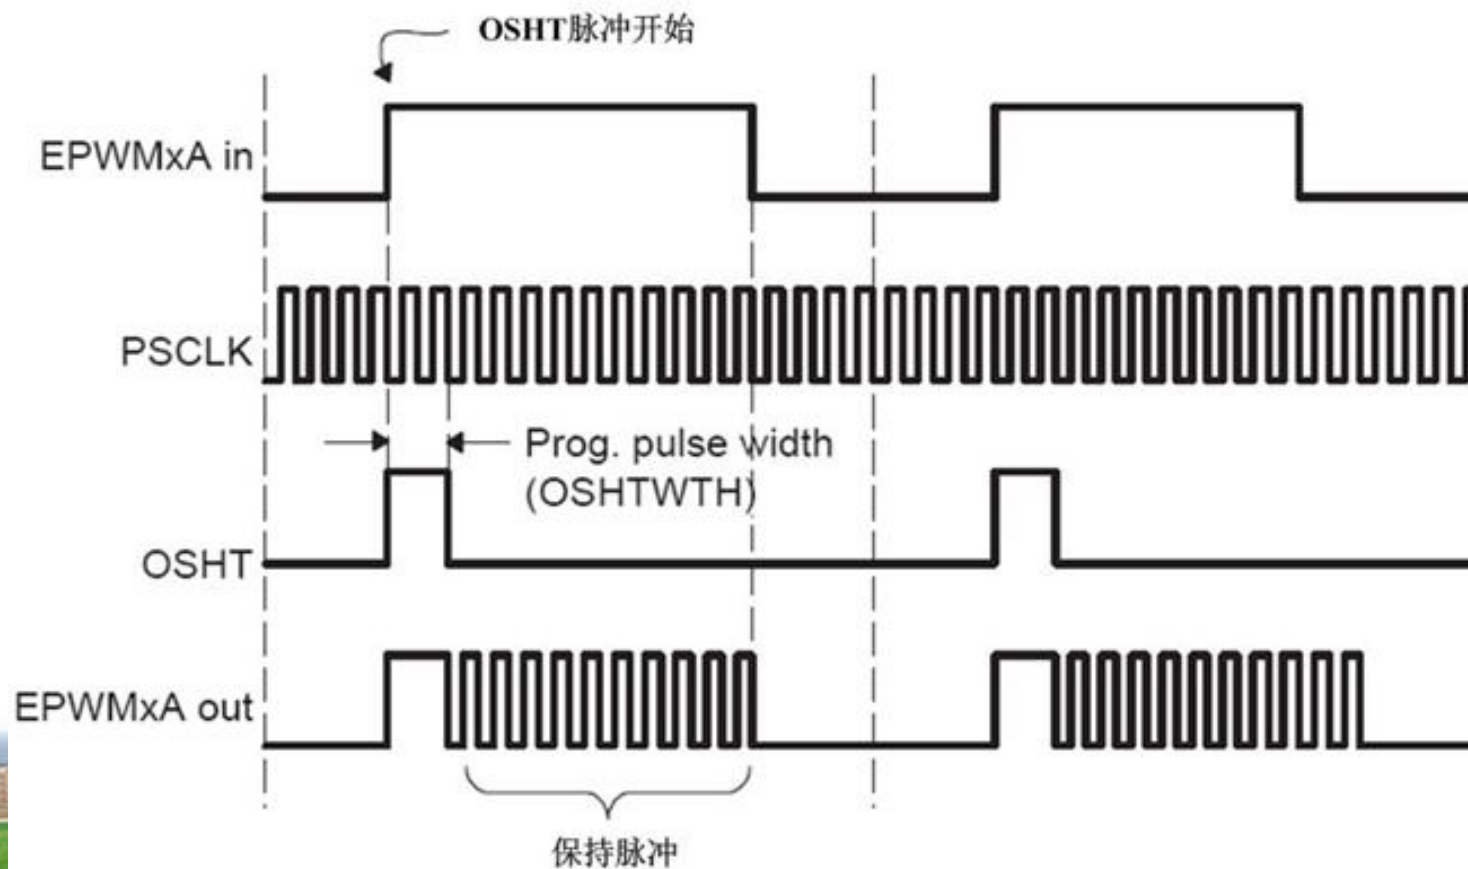 OSHT脉冲开始
EPWMxA in
PSCLK
Prog. pulse width
(OSHTWTH)
OSHT
EPWMxA out
保持脉冲